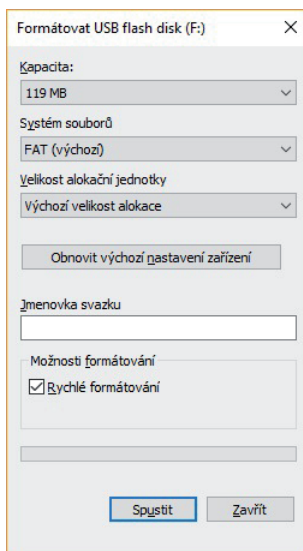 Formátovat USB flash disk (F:)
Kapacita:
119 MB
Systém souborů
FAT (výchozí)
Velikost alokační jednotky
Výchozí velikost alokace
Obnovit výchozí nastavení zařízení
Jmenovka svazku
Možnosti formátování
Rychlé formátování
Spustit
Zavřít